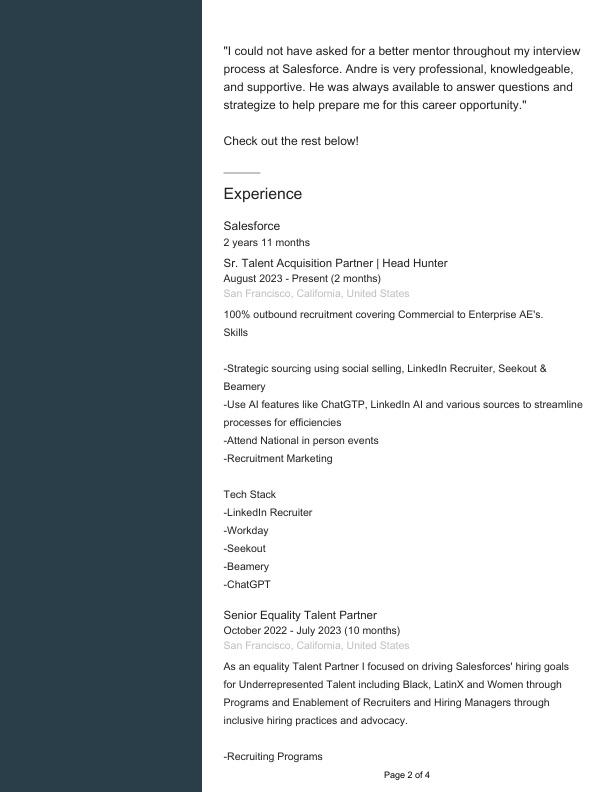 "I could not have asked for a better mentor throughout my interview
process at Salesforce. Andre is very professional, knowledgeable,
and supportive. He was always available to answer questions and
strategize to help prepare me for this career opportunity."
Check out the rest below!
Experience
Salesforce
2 years 11 months
Sr. Talent Acquisition Partner | Head Hunter
August 2023 - Present (2 months)
San Francisco, California, United States
100% outbound recruitment covering Commercial to Enterprise AE's.
Skills
-Strategic sourcing using social selling, LinkedIn Recruiter, Seekout &
Beamery
-Use AI features like ChatGTP, LinkedIn AI and various sources to streamline
processes for efficiencies
-Attend National in person events
-Recruitment Marketing
Tech Stack
-LinkedIn Recruiter
-Workday
-Seekout
-Beamery
-ChatGPT
Senior Equality Talent Partner
October 2022 - July 2023 (10 months)
San Francisco, California, United States
As an equality Talent Partner I focused on driving Salesforces' hiring goals
for Underrepresented Talent including Black, LatinX and Women through
Programs and Enablement of Recruiters and Hiring Managers through
inclusive hiring practices and advocacy.
-Recruiting Programs
Page 2 of 4